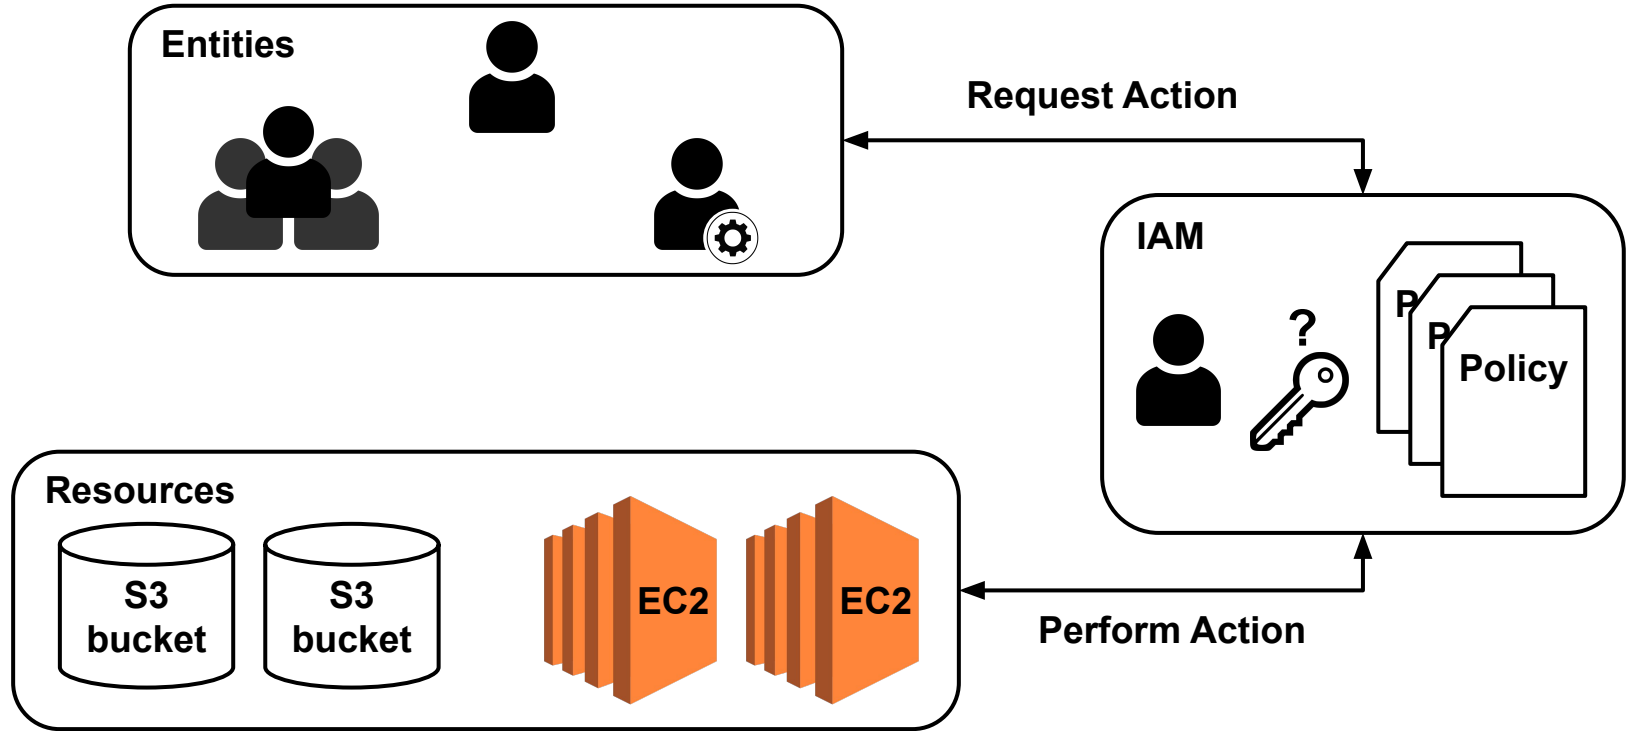 Entities
Request Action
IAM
?
P
P
Policy
Resources
S3
bucket
S3
bucket
EC2
EC2
Perform Action